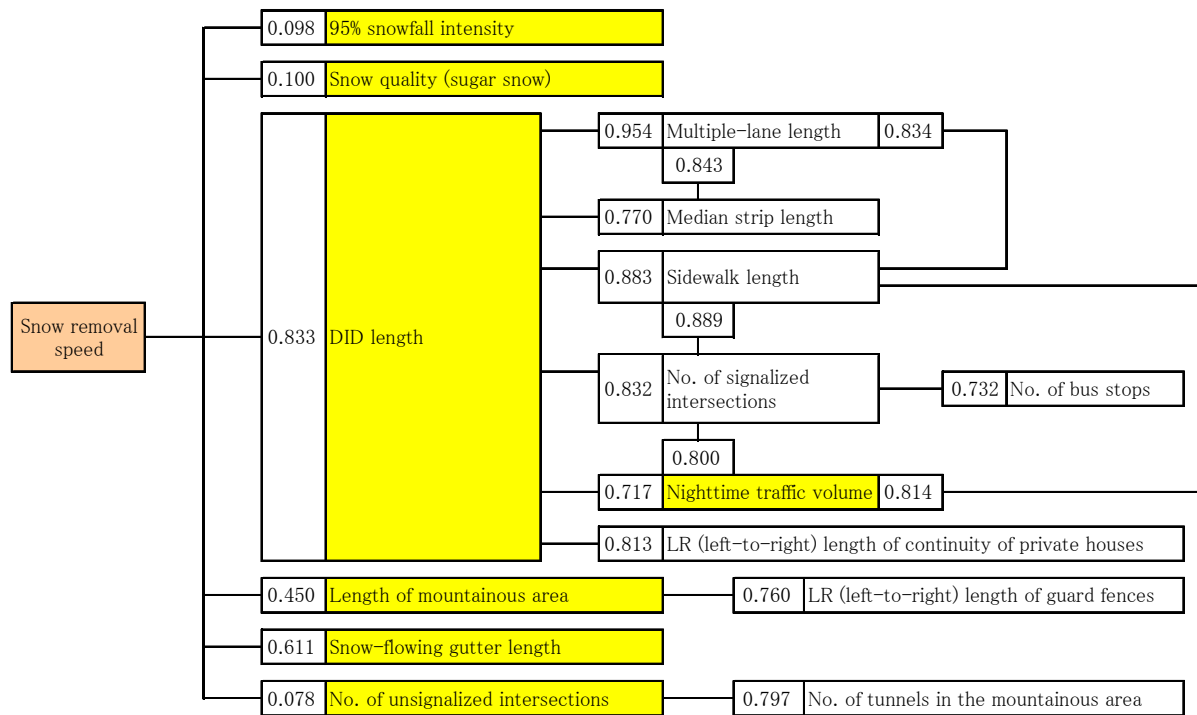 0.098 95% snowfall intensity
0.100 Snow quality (sugar snow)
0.954 Multiple-lane length 0.834
0.843
0.770 Median strip length
0.883 Sidewalk length
0.889
Snow removal
speed
0.833 DID length
0.832 No. of signalized
intersections
0.732 No. of bus stops
0.800
0.717 Nighttime traffic volume 0.814
0.813 LR (left-to-right) length of continuity of private houses
0.450 Length of mountainous area
0.760 LR (left-to-right) length of guard fences
0.611 Snow-flowing gutter length
0.078 No. of unsignalized intersections
0.797 No. of tunnels in the mountainous area